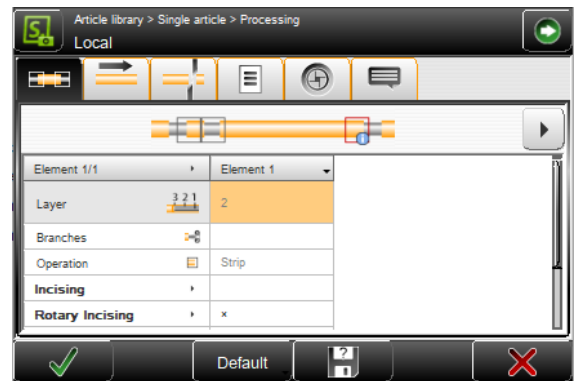 Article library > Single article > Processing
Local
Element 1/1
Element 1
Layer
3 2 1
2
Branches
Operation
Strip
Incising
Rotary Incising
×
Default
?